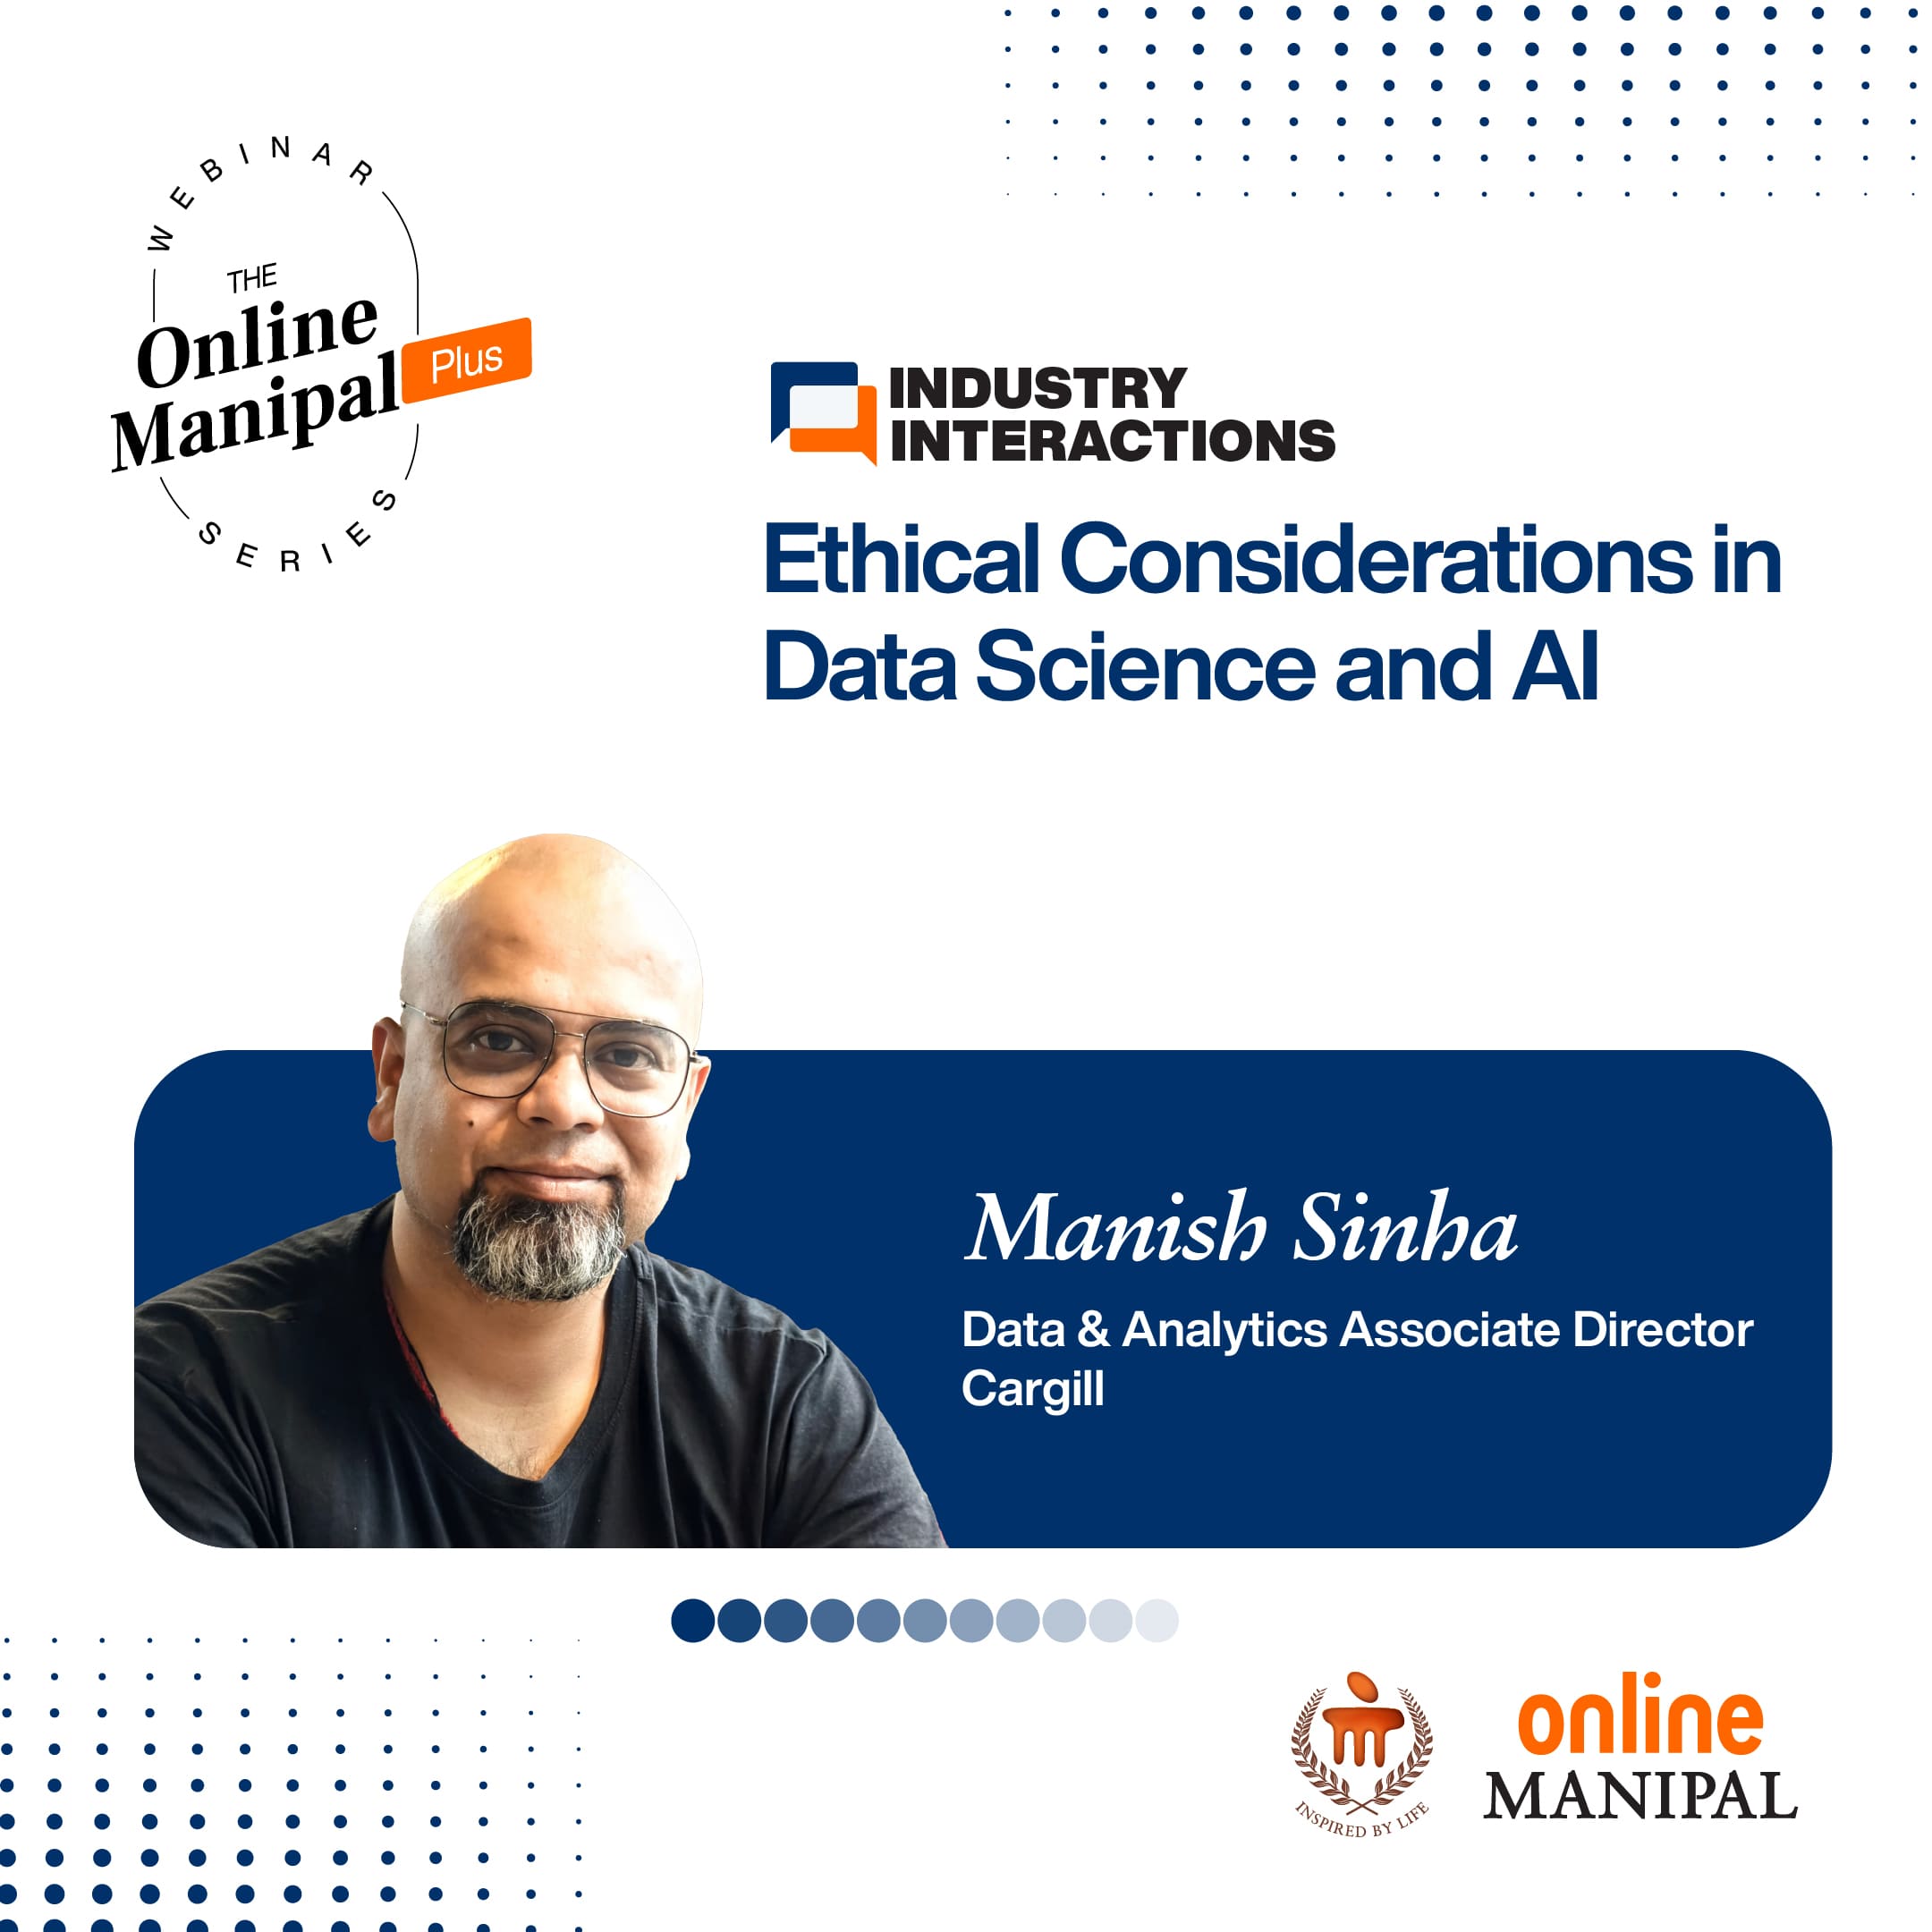 WEBINAR
THE
Online
Manipal Plus
SERIES
INDUSTRY
INTERACTIONS
Ethical Considerations in
Data Science and AI
Manish Sinha
Data & Analytics Associate Director
Cargill
INSPIRED BY LIFE
online
MANIPAL